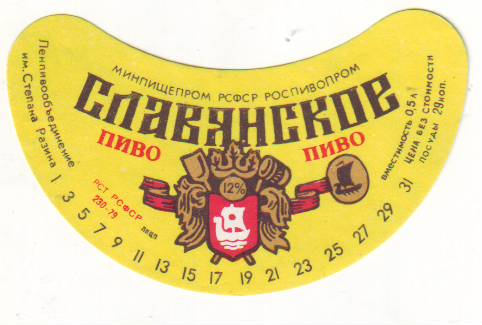 МИНПИЩЕПРОМ РСФСР РОСПИВОПРОМ
СЛАВЯНСКОЕ
ПИВО ПИВО
Ленпивообъединение
им. Степана Разина
12%
РСТ РСФСР
230-79
вместимость 0,5 л
ЦЕНА БЕЗ СТОИМОСТИ
ПОСУДЫ 29 коп.
1 3 5 7 9 11 13 15 17 19 21 23 25 27 29 31